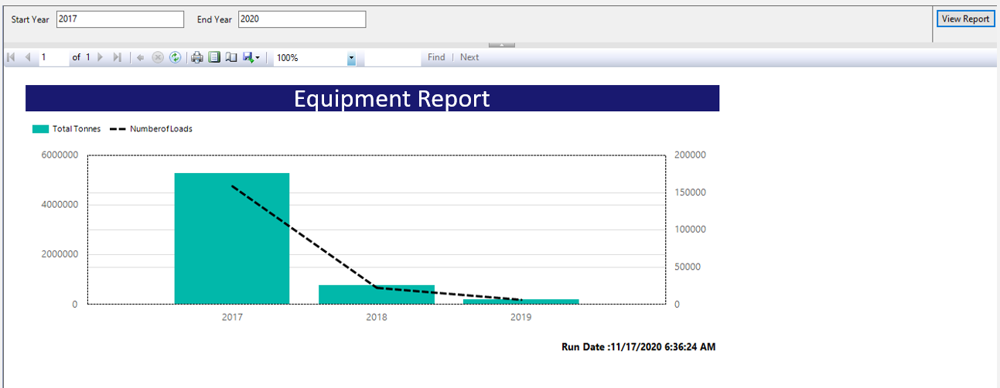 Start Year 2017 End Year 2020 View Report
1 of 1 100% Find Next
Equipment Report
Total Tonnes NumberofLoads
6000000 200000
150000
4000000
100000
2000000
50000
0 0
2017 2018 2019
Run Date :11/17/2020 6:36:24 AM